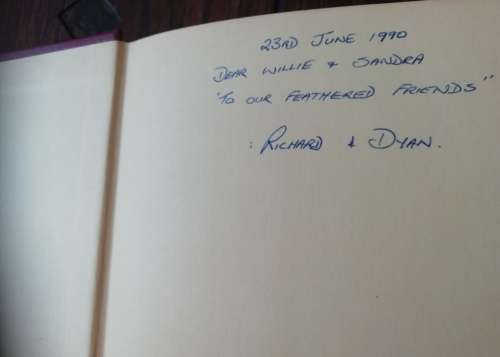 23RD JUNE 1990
DEAR WILLIE & SANDRA
"TO OUR FEATHERED FRIENDS"
: RICHARD & DYAN.